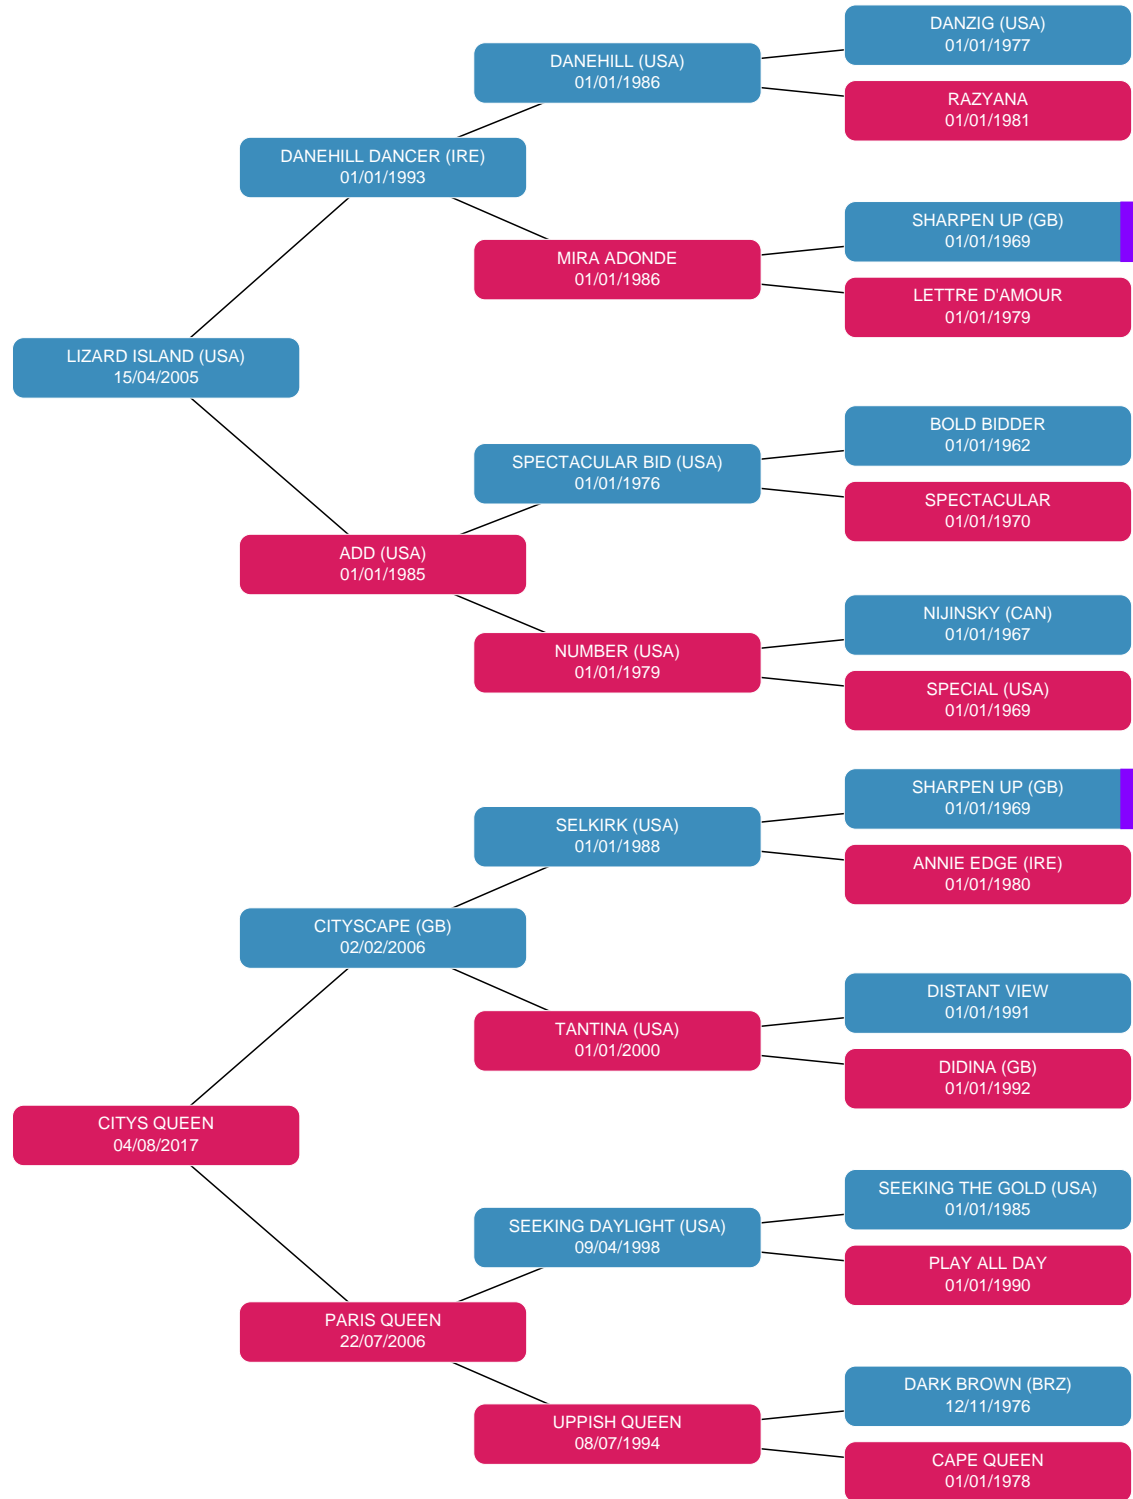 DANZIG (USA)
01/01/1977
DANEHILL (USA)
01/01/1986
RAZYANA
01/01/1981
DANEHILL DANCER (IRE)
01/01/1993
SHARPEN UP (GB)
01/01/1969
MIRA ADONDE
01/01/1986
LETTRE D'AMOUR
01/01/1979
LIZARD ISLAND (USA)
15/04/2005
BOLD BIDDER
01/01/1962
SPECTACULAR BID (USA)
01/01/1976
SPECTACULAR
01/01/1970
ADD (USA)
01/01/1985
NIJINSKY (CAN)
01/01/1967
NUMBER (USA)
01/01/1979
SPECIAL (USA)
01/01/1969
SHARPEN UP (GB)
01/01/1969
SELKIRK (USA)
01/01/1988
ANNIE EDGE (IRE)
01/01/1980
CITYSCAPE (GB)
02/02/2006
DISTANT VIEW
01/01/1991
TANTINA (USA)
01/01/2000
DIDINA (GB)
01/01/1992
CITYS QUEEN
04/08/2017
SEEKING THE GOLD (USA)
01/01/1985
SEEKING DAYLIGHT (USA)
09/04/1998
PLAY ALL DAY
01/01/1990
PARIS QUEEN
22/07/2006
DARK BROWN (BRZ)
12/11/1976
UPPISH QUEEN
08/07/1994
CAPE QUEEN
01/01/1978